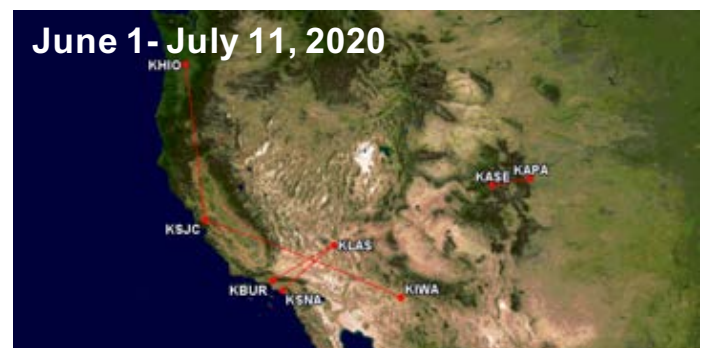 June 1- July 11, 2020
KHIO
KASE KAPA
KSJC
KLAS
KBUR
KSNA
KIWA